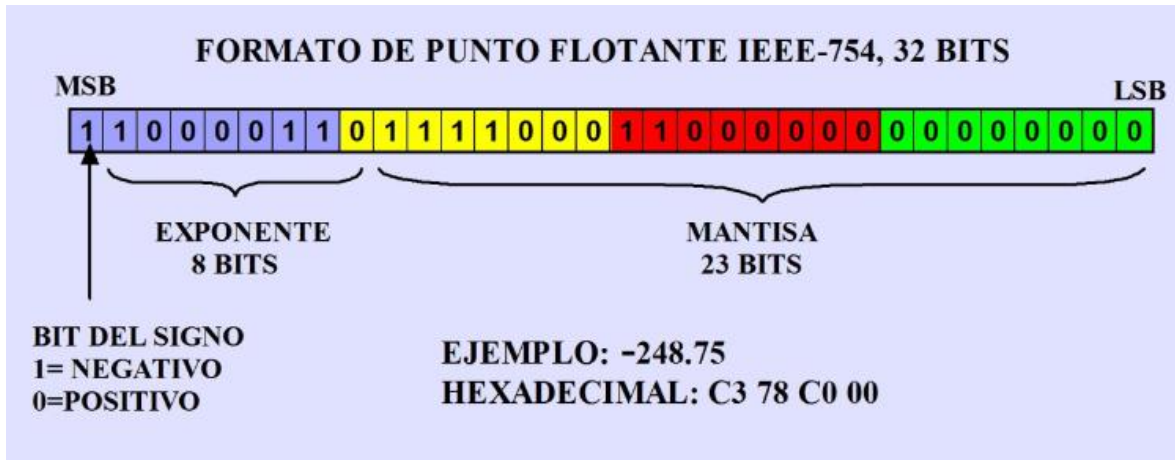 FORMATO DE PUNTO FLOTANTE IEEE-754, 32 BITS
MSB LSB
1 1 0 0 0 0 1 1 0 1 1 1 1 0 0 0 1 1 0 0 0 0 0 0 0 0 0 0 0 0 0 0
EXPONENTE MANTISA
8 BITS 23 BITS
BIT DEL SIGNO
1= NEGATIVO
0=POSITIVO
EJEMPLO: -248.75
HEXADECIMAL: C3 78 C0 00